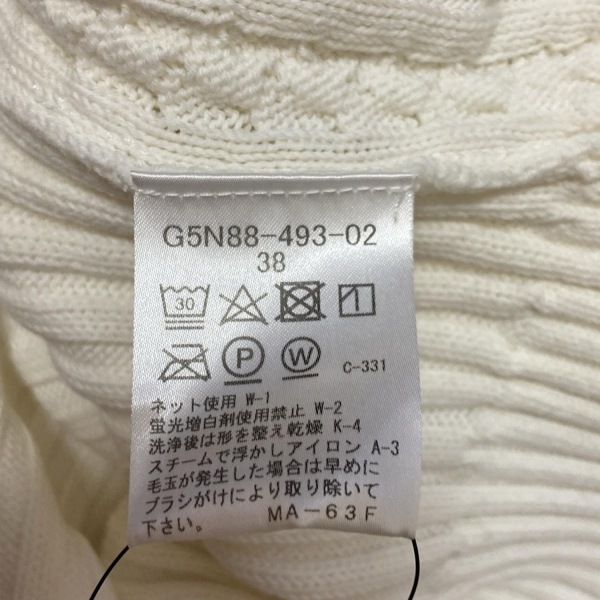 G5N88-493-02
38
30
P W C-331
ネット使用 W-1
蛍光増白剤使用禁止 W-2
洗浄後は形を整え乾燥 K-4
スチームで浮かしアイロン A-3
毛玉が発生した場合は早めに
ブラシがけにより取り除いて
下さい。 MA-63F